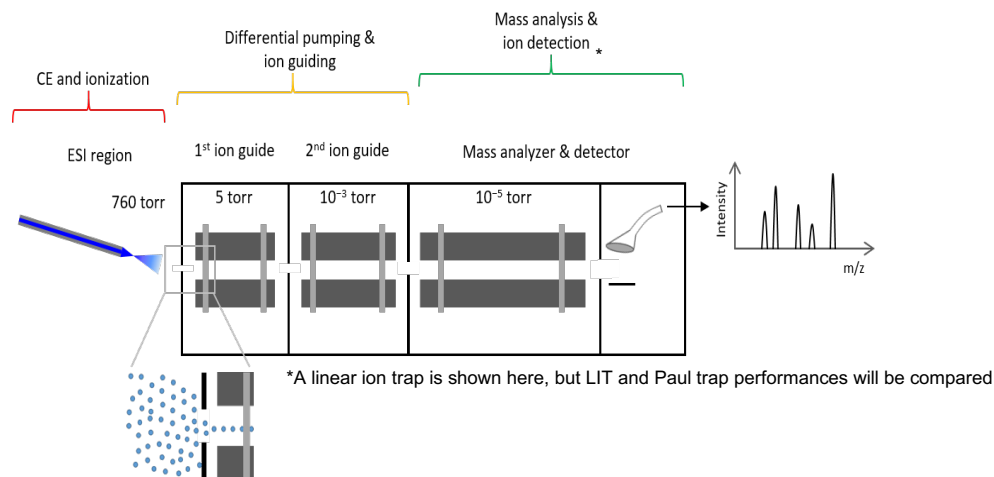 Mass analysis &
ion detection *
Differential pumping &
ion guiding
CE and ionization
ESI region
1st ion guide
2nd ion guide
Mass analyzer & detector
760 torr
5 torr
10⁻³ torr
10⁻⁵ torr
Intensity
m/z
*A linear ion trap is shown here, but LIT and Paul trap performances will be compared